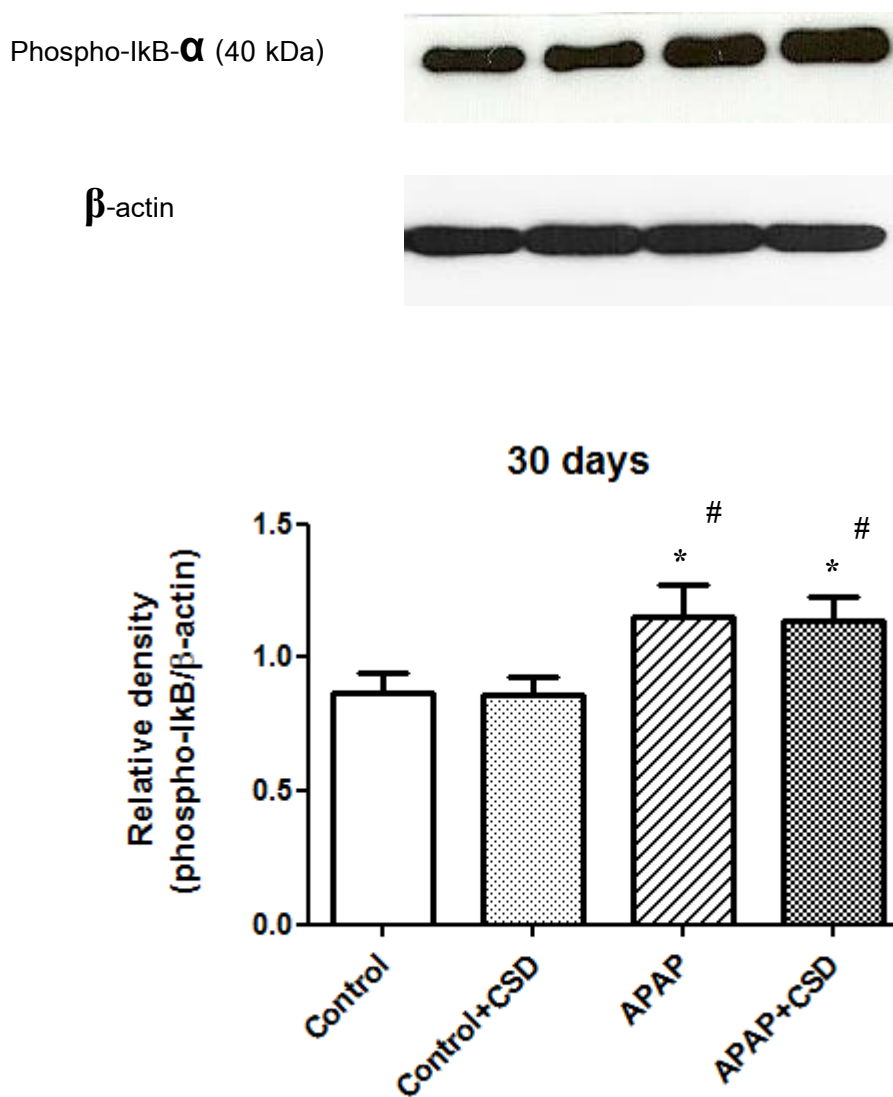 Phospho-IkB-α (40 kDa)
β-actin
30 days
Relative density
(phospho-IkB/β-actin)
1.5
1.0
0.5
0.0
#
*
#
*
Control
Control+CSD
APAP
APAP+CSD